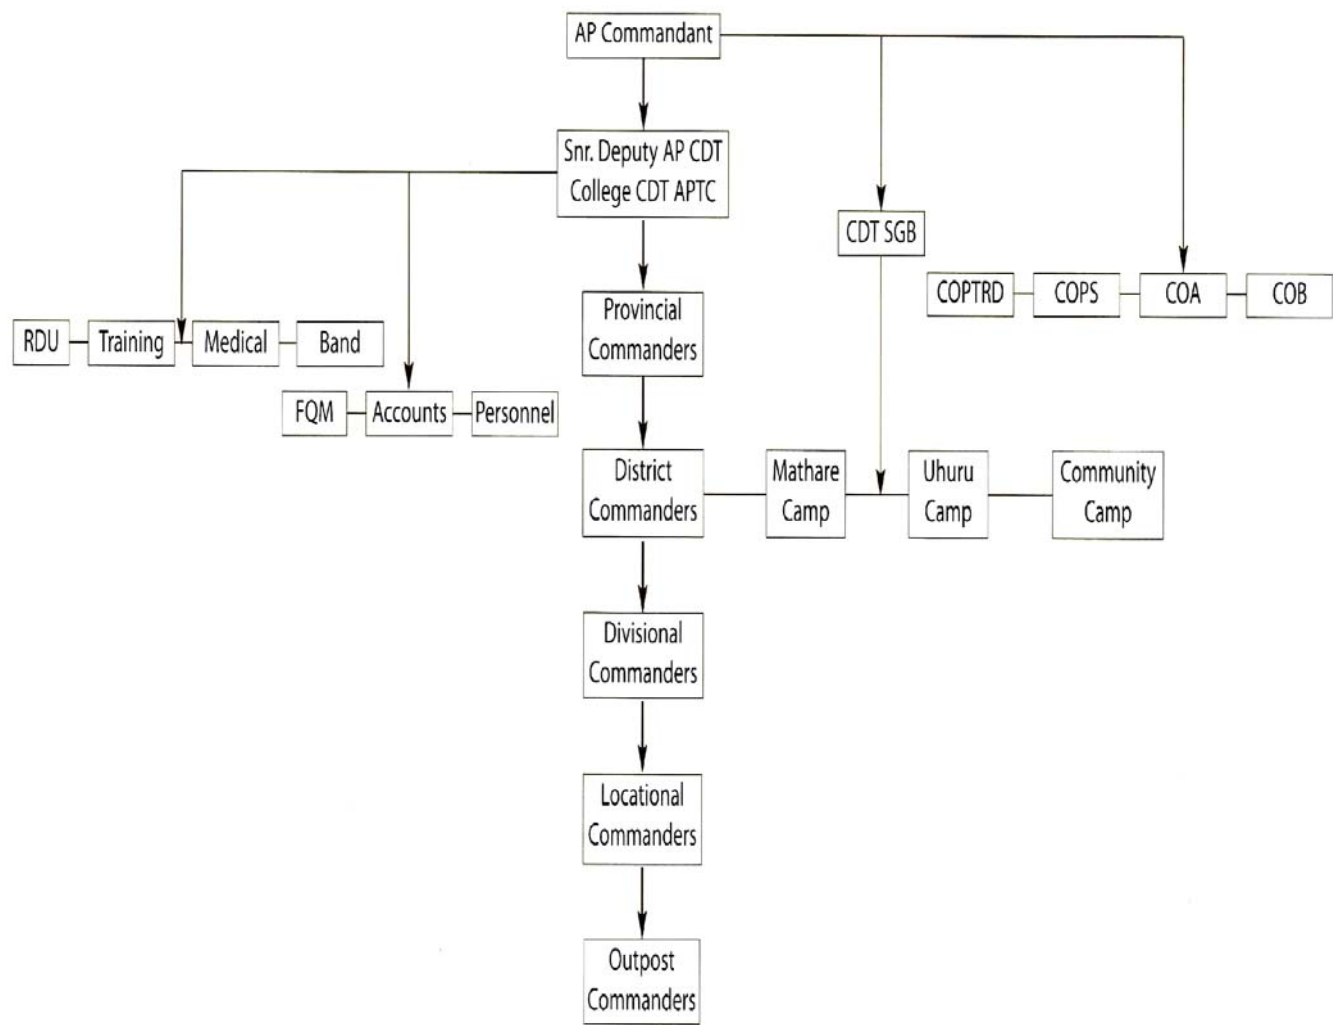 AP Commandant
Snr. Deputy AP CDT
College CDT APTC
CDT SGB
COPTRD
COPS
COA
COB
Provincial
Commanders
RDU
Training
Medical
Band
FQM
Accounts
Personnel
District
Commanders
Mathare
Camp
Uhuru
Camp
Community
Camp
Divisional
Commanders
Locational
Commanders
Outpost
Commanders